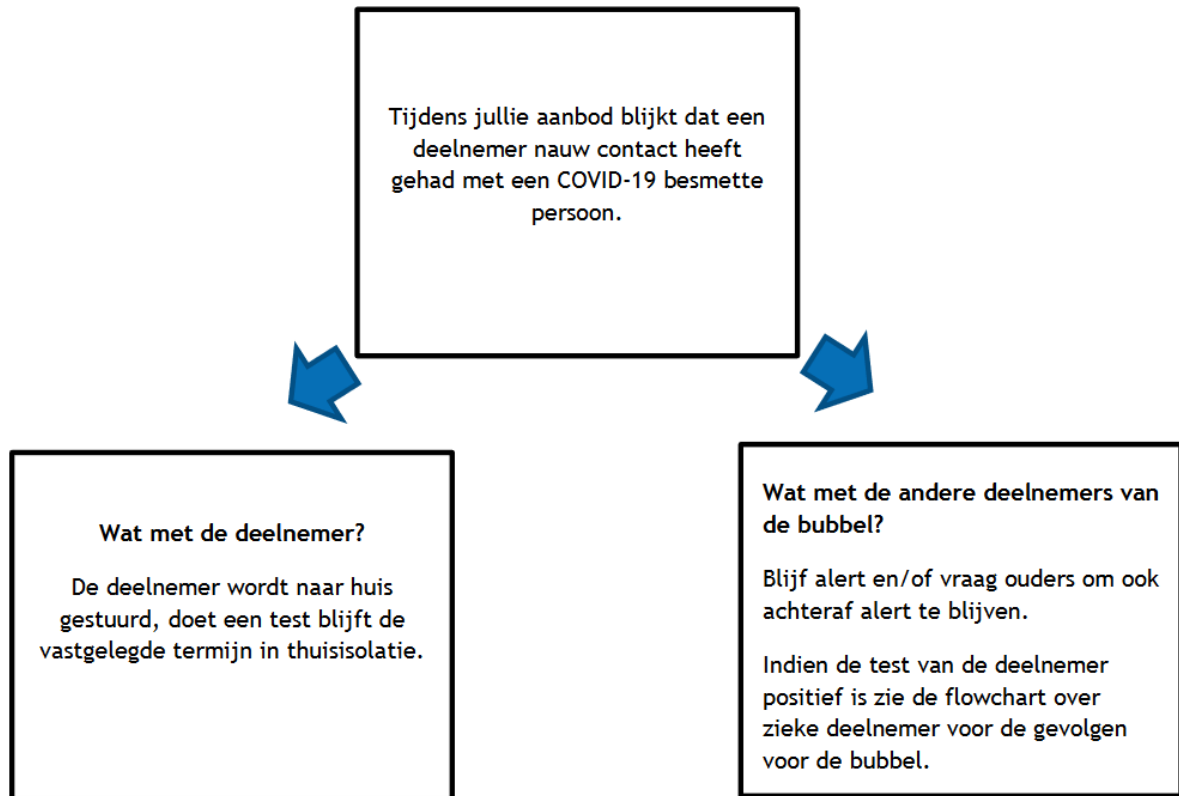 Tijdens jullie aanbod blijkt dat een
deelnemer nauw contact heeft
gehad met een COVID-19 besmette
persoon.
Wat met de deelnemer?
De deelnemer wordt naar huis
gestuurd, doet een test blijft de
vastgelegde termijn in thuisisolatie.
Wat met de andere deelnemers van
de bubbel?
Blijf alert en/of vraag ouders om ook
achteraf alert te blijven.
Indien de test van de deelnemer
positief is zie de flowchart over
zieke deelnemer voor de gevolgen
voor de bubbel.